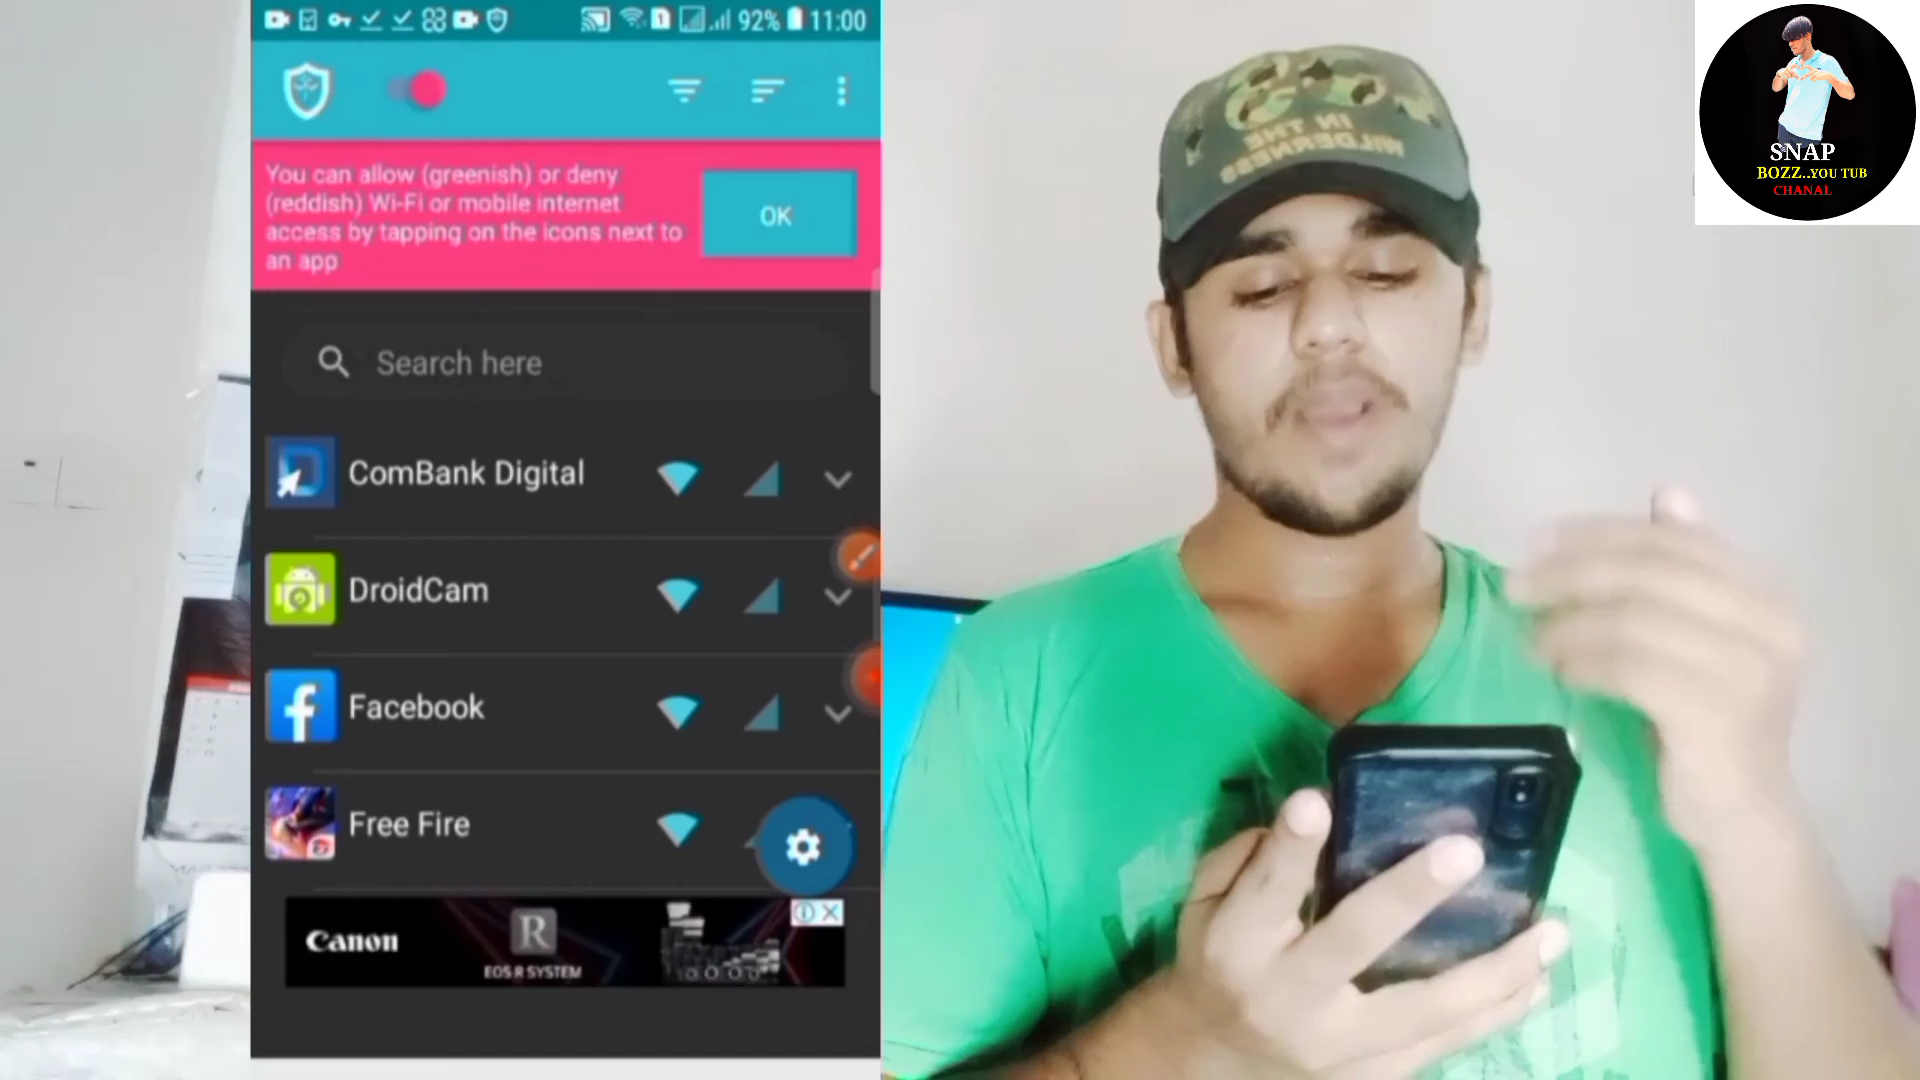 92% 11:00
You can allow (greenish) or deny
(reddish) Wi-Fi or mobile internet
access by tapping on the icons next to
an app
OK
Search here
ComBank Digital
DroidCam
Facebook
Free Fire
Canon
R
EOS R SYSTEM
IN
THE
WILDERNESS
SNAP
BOZZ..YOU TUB
CHANAL